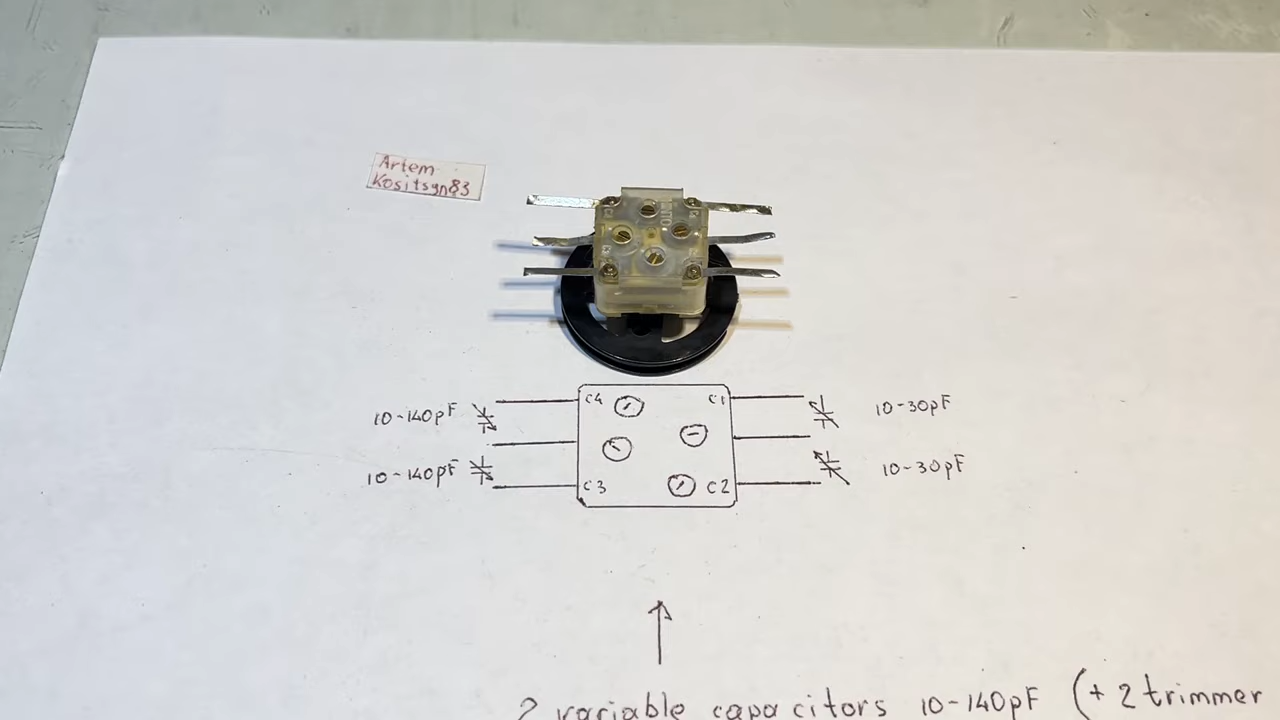 Artem
Kositsyn83
C4
C1
10-140pF
10-30pF
10-140pF
10-30pF
C3
C2
2 variable capacitors 10-140pF (+ 2 trimmer